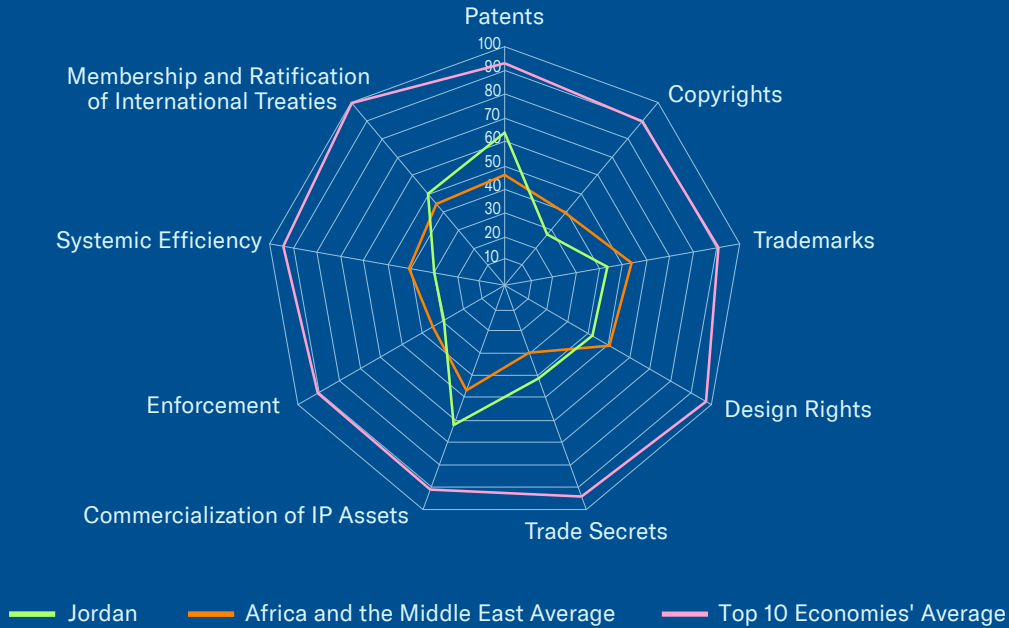 Patents
100
90
80
70
60
50
40
30
20
10
Membership and Ratification
of International Treaties
Copyrights
Systemic Efficiency
Trademarks
Enforcement
Design Rights
Commercialization of IP Assets
Trade Secrets
Jordan
Africa and the Middle East Average
Top 10 Economies' Average